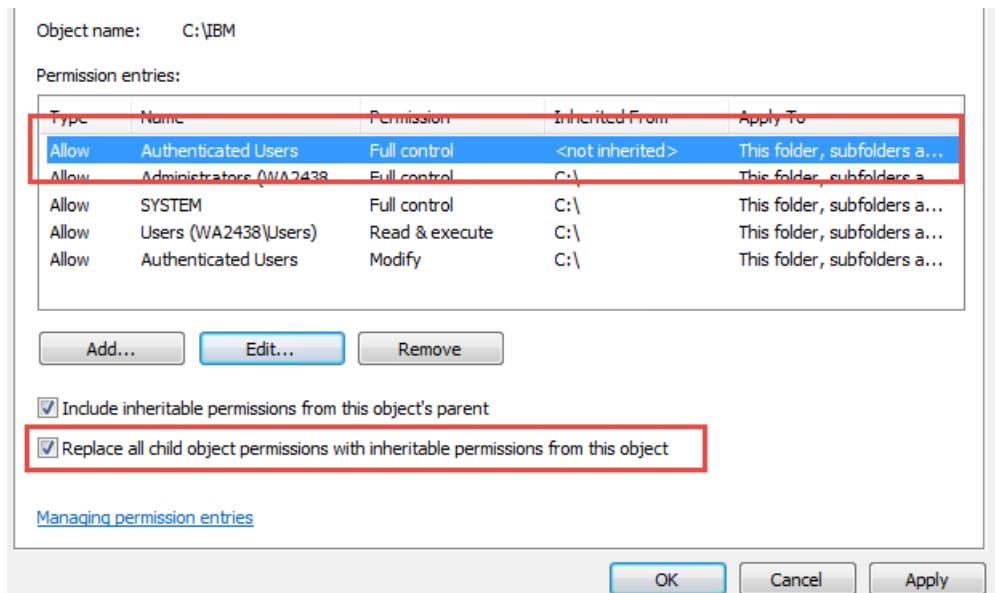 Object name: C:\IBM
Permission entries:
Type Name Permission Inherited From Apply To
Allow Authenticated Users Full control <not inherited> This folder, subfolders a...
Allow Administrators (WA2438... Full control C:\ This folder, subfolders a...
Allow SYSTEM Full control C:\ This folder, subfolders a...
Allow Users (WA2438\Users) Read & execute C:\ This folder, subfolders a...
Allow Authenticated Users Modify C:\ This folder, subfolders a...
Add... Edit... Remove
Include inheritable permissions from this object's parent
Replace all child object permissions with inheritable permissions from this object
Managing permission entries
OK Cancel Apply